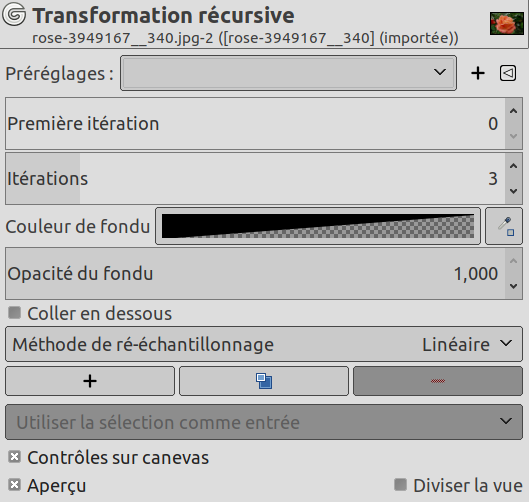 Transformation récursive
rose-3949167__340.jpg-2 ([rose-3949167__340] (importée))
Préréglages :
Première itération 0
Itérations 3
Couleur de fondu
Opacité du fondu 1,000
Coller en dessous
Méthode de ré-échantillonnage Linéaire
Utiliser la sélection comme entrée
Contrôles sur canevas
Aperçu Diviser la vue